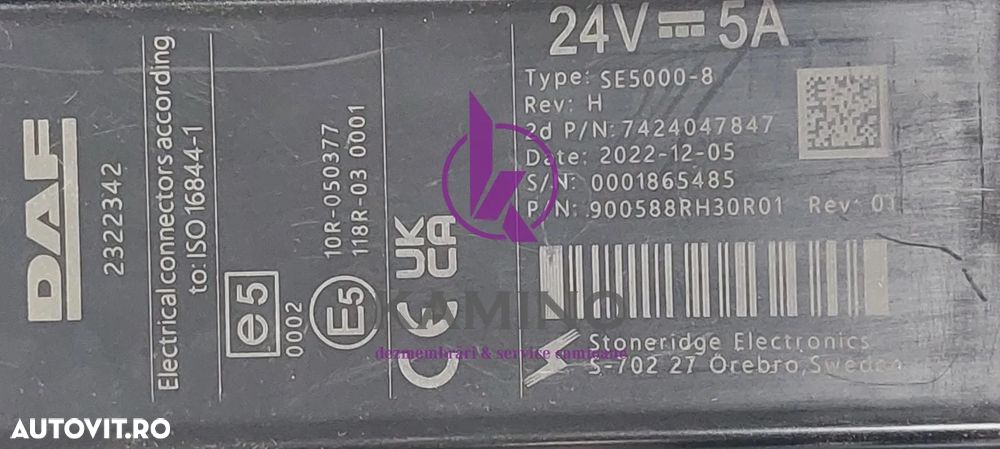 DAF
2322342
Electrical connectors according
to: ISO 16844-1
e5
0002
E5
10R-050377
118R-03 0001
CE
UK
CA
24V 5A
Type: SE5000-8
Rev: H
2d P/N: 7424047847
Date: 2022-12-05
S/N: 0001865485
P/N: 900588RH30R01 Rev: 01
Stoneridge Electronics
S-702 27 Örebro, Sweden
KAMINO
dezmembrări & service camioane
AUTOVIT.RO